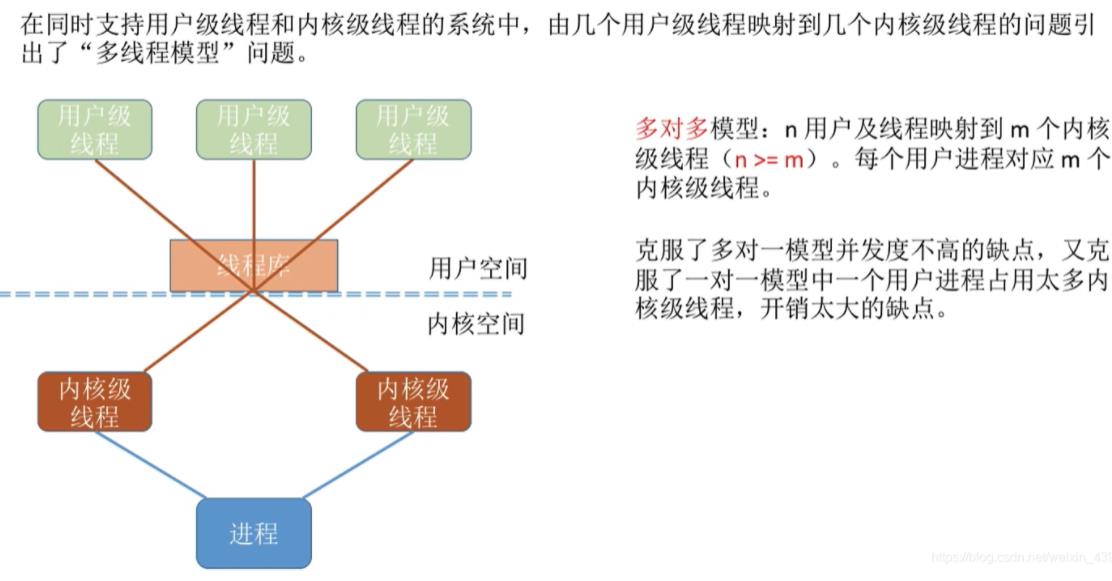 在同时支持用户级线程和内核级线程的系统中，由几个用户级线程映射到几个内核级线程的问题引
出了“多线程模型”问题。
用户级
线程
用户级
线程
用户级
线程
多对多模型：n 用户及线程映射到 m 个内核
级线程（n >= m）。每个用户进程对应 m 个
内核级线程。
克服了多对一模型并发度不高的缺点，又克
服了一对一模型中一个用户进程占用太多内
核级线程，开销太大的缺点。
线程库
用户空间
内核空间
内核级
线程
内核级
线程
进程
https://blog.csdn.net/weixin_431